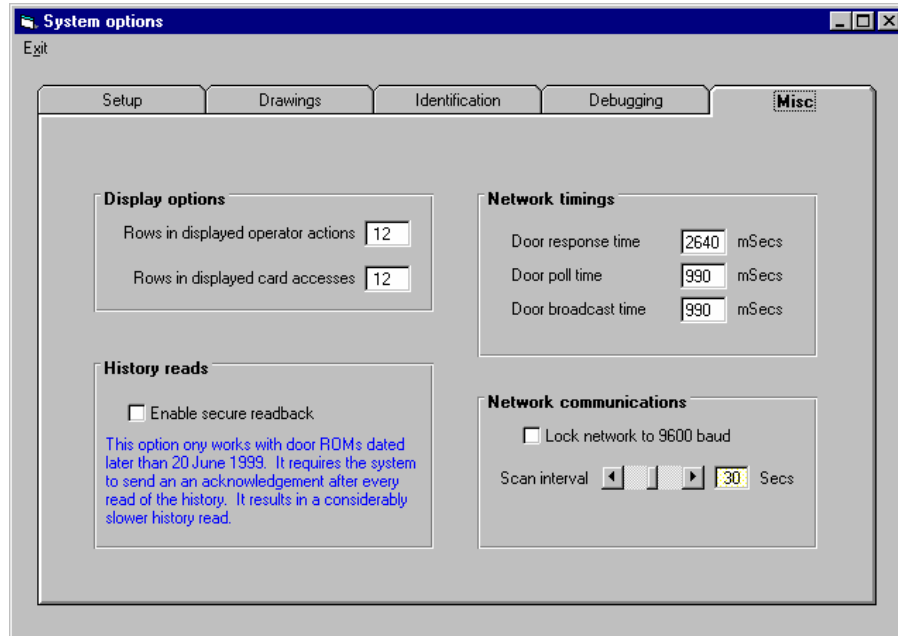 System options
Exit
Setup
Drawings
Identification
Debugging
Misc
Display options
Rows in displayed operator actions 12
Rows in displayed card accesses 12
History reads
Enable secure readback
This option ony works with door ROMs dated
later than 20 June 1999. It requires the system
to send an an acknowledgement after every
read of the history. It results in a considerably
slower history read.
Network timings
Door response time 2640 mSecs
Door poll time 990 mSecs
Door broadcast time 990 mSecs
Network communications
Lock network to 9600 baud
Scan interval 30 Secs